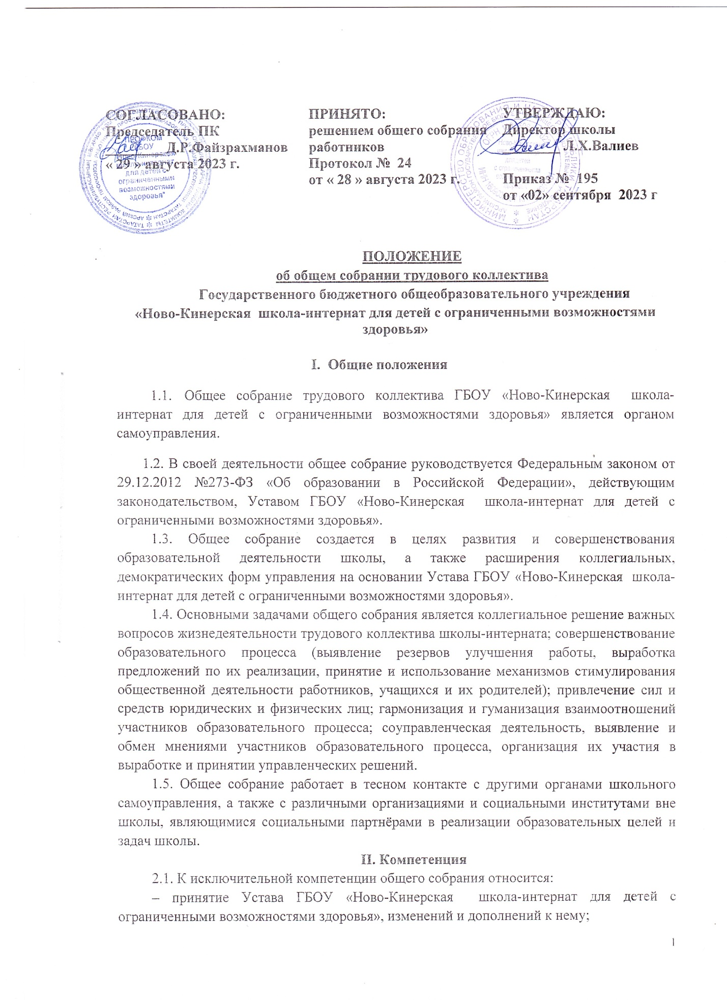 СОГЛАСОВАНО:
Председатель ПК
Д.Р.Файзрахманов
« 29 » августа 2023 г.
ПРИНЯТО:
решением общего собрания
работников
Протокол № 24
от « 28 » августа 2023 г.
УТВЕРЖДАЮ:
Директор школы
Л.Х.Валиев
Приказ № 195
от «02» сентября 2023 г
для детей с
ограниченными
возможностями
здоровья"
ПОЛОЖЕНИЕ
об общем собрании трудового коллектива
Государственного бюджетного общеобразовательного учреждения
«Ново-Кинерская школа-интернат для детей с ограниченными возможностями
здоровья»
I. Общие положения
1.1. Общее собрание трудового коллектива ГБОУ «Ново-Кинерская школа-
интернат для детей с ограниченными возможностями здоровья» является органом
самоуправления.
1.2. В своей деятельности общее собрание руководствуется Федеральным законом от
29.12.2012 №273-ФЗ «Об образовании в Российской Федерации», действующим
законодательством, Уставом ГБОУ «Ново-Кинерская школа-интернат для детей с
ограниченными возможностями здоровья».
1.3. Общее собрание создается в целях развития и совершенствования
образовательной деятельности школы, а также расширения коллегиальных,
демократических форм управления на основании Устава ГБОУ «Ново-Кинерская школа-
интернат для детей с ограниченными возможностями здоровья».
1.4. Основными задачами общего собрания является коллегиальное решение важных
вопросов жизнедеятельности трудового коллектива школы-интерната; совершенствование
образовательного процесса (выявление резервов улучшения работы, выработка
предложений по их реализации, принятие и использование механизмов стимулирования
общественной деятельности работников, учащихся и их родителей); привлечение сил и
средств юридических и физических лиц; гармонизация и гуманизация взаимоотношений
участников образовательного процесса; соуправленческая деятельность, выявление и
обмен мнениями участников образовательного процесса, организация их участия в
выработке и принятии управленческих решений.
1.5. Общее собрание работает в тесном контакте с другими органами школьного
самоуправления, а также с различными организациями и социальными институтами вне
школы, являющимися социальными партнёрами в реализации образовательных целей и
задач школы.
II. Компетенция
2.1. К исключительной компетенции общего собрания относится:
– принятие Устава ГБОУ «Ново-Кинерская школа-интернат для детей с
ограниченными возможностями здоровья», изменений и дополнений к нему;
1